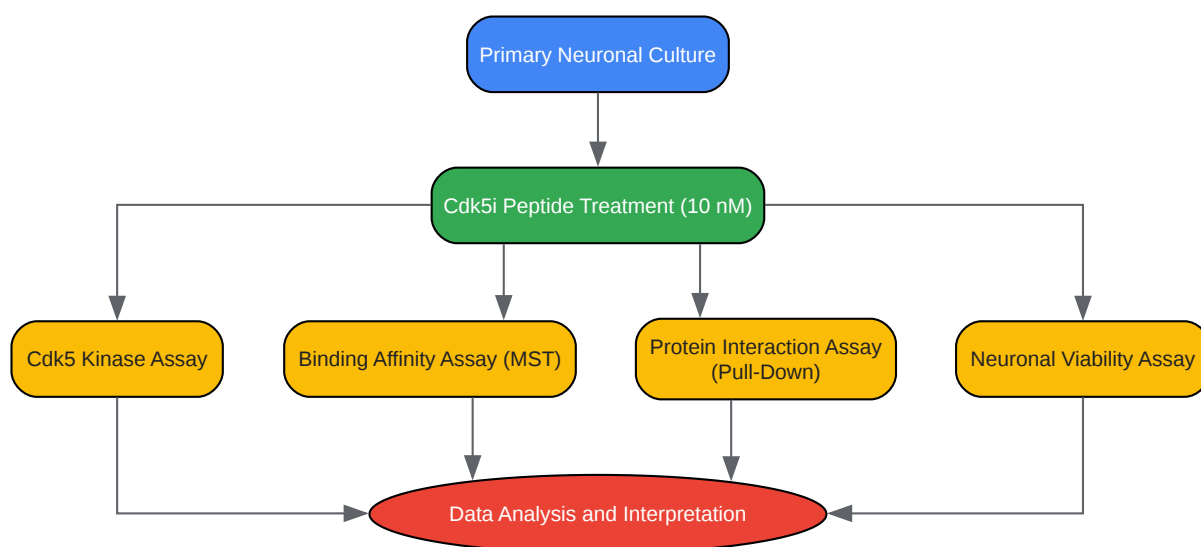 Primary Neuronal Culture
Cdk5i Peptide Treatment (10 nM)
Cdk5 Kinase Assay
Binding Affinity Assay (MST)
Protein Interaction Assay
(Pull-Down)
Neuronal Viability Assay
Data Analysis and Interpretation